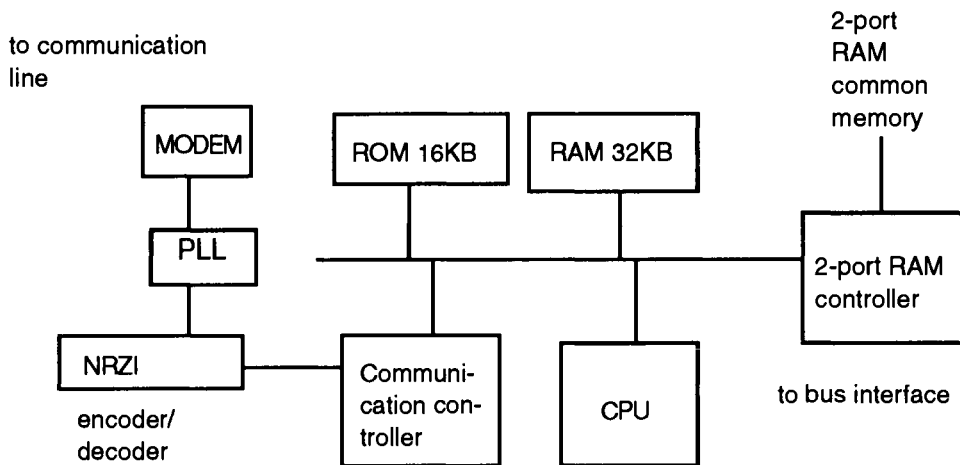 to communication
line
2-port
RAM
common
memory
MODEM
ROM 16KB
RAM 32KB
PLL
2-port RAM
controller
NRZI
encoder/
decoder
Communi-
cation con-
troller
CPU
to bus interface